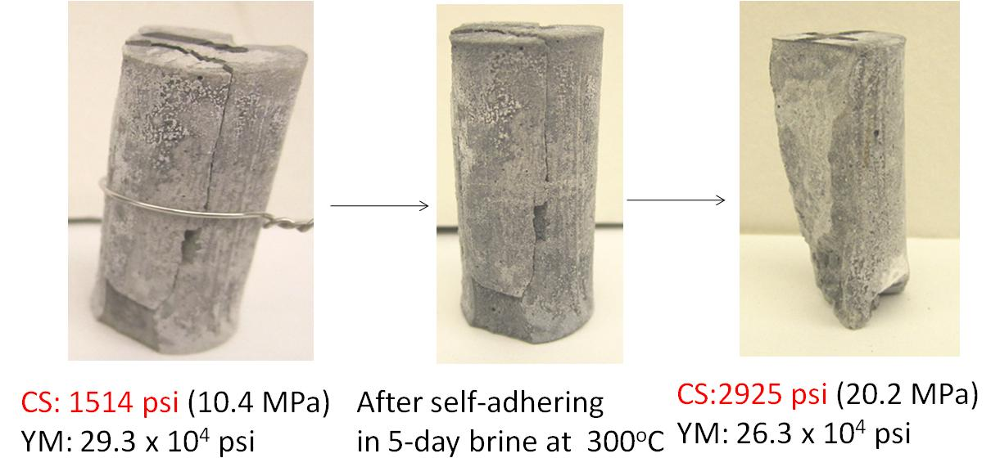 CS: 1514 psi (10.4 MPa)
YM: 29.3 x 10⁴ psi
After self-adhering
in 5-day brine at 300ᵒC
CS:2925 psi (20.2 MPa)
YM: 26.3 x 10⁴ psi